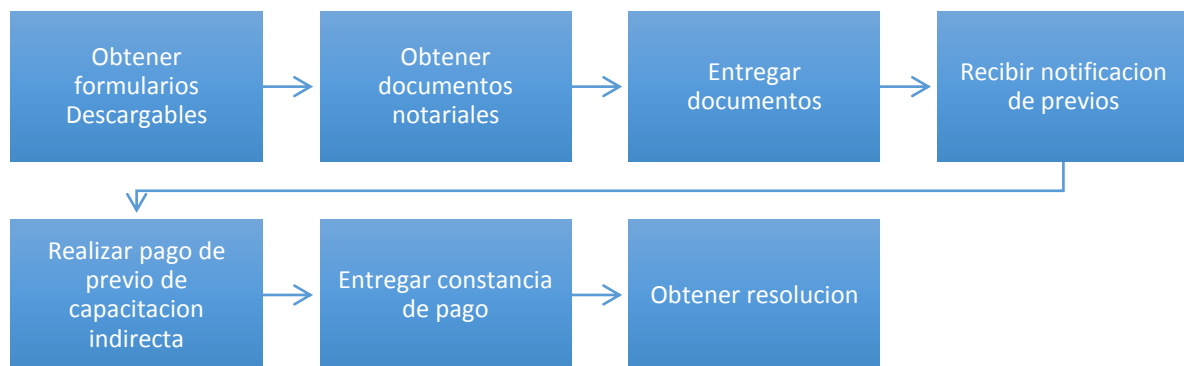 Obtener
formularios
Descargables
Obtener
documentos
notariales
Entregar
documentos
Recibir notificacion
de previos
Realizar pago de
previo de
capacitacion
indirecta
Entregar constancia
de pago
Obtener resolucion